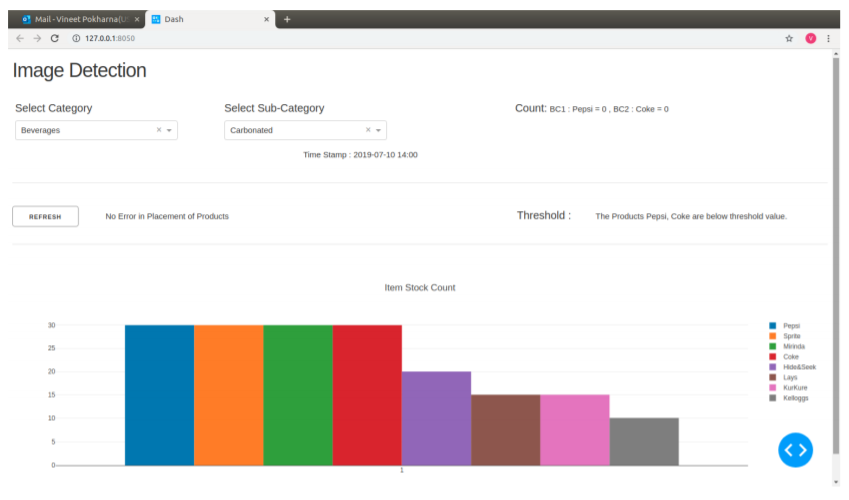 Mail - Vineet Pokharna(US
Dash
127.0.0.1:8050
V
Image Detection
Select Category
Select Sub-Category
Count: BC1 : Pepsi = 0 , BC2 : Coke = 0
Beverages
Carbonated
Time Stamp : 2019-07-10 14:00
REFRESH
No Error in Placement of Products
Threshold :
The Products Pepsi, Coke are below threshold value.
Item Stock Count
30
25
20
15
10
5
0
1
Pepsi
Sprite
Mirinda
Coke
Hide&Seek
Lays
KurKure
Kelloggs